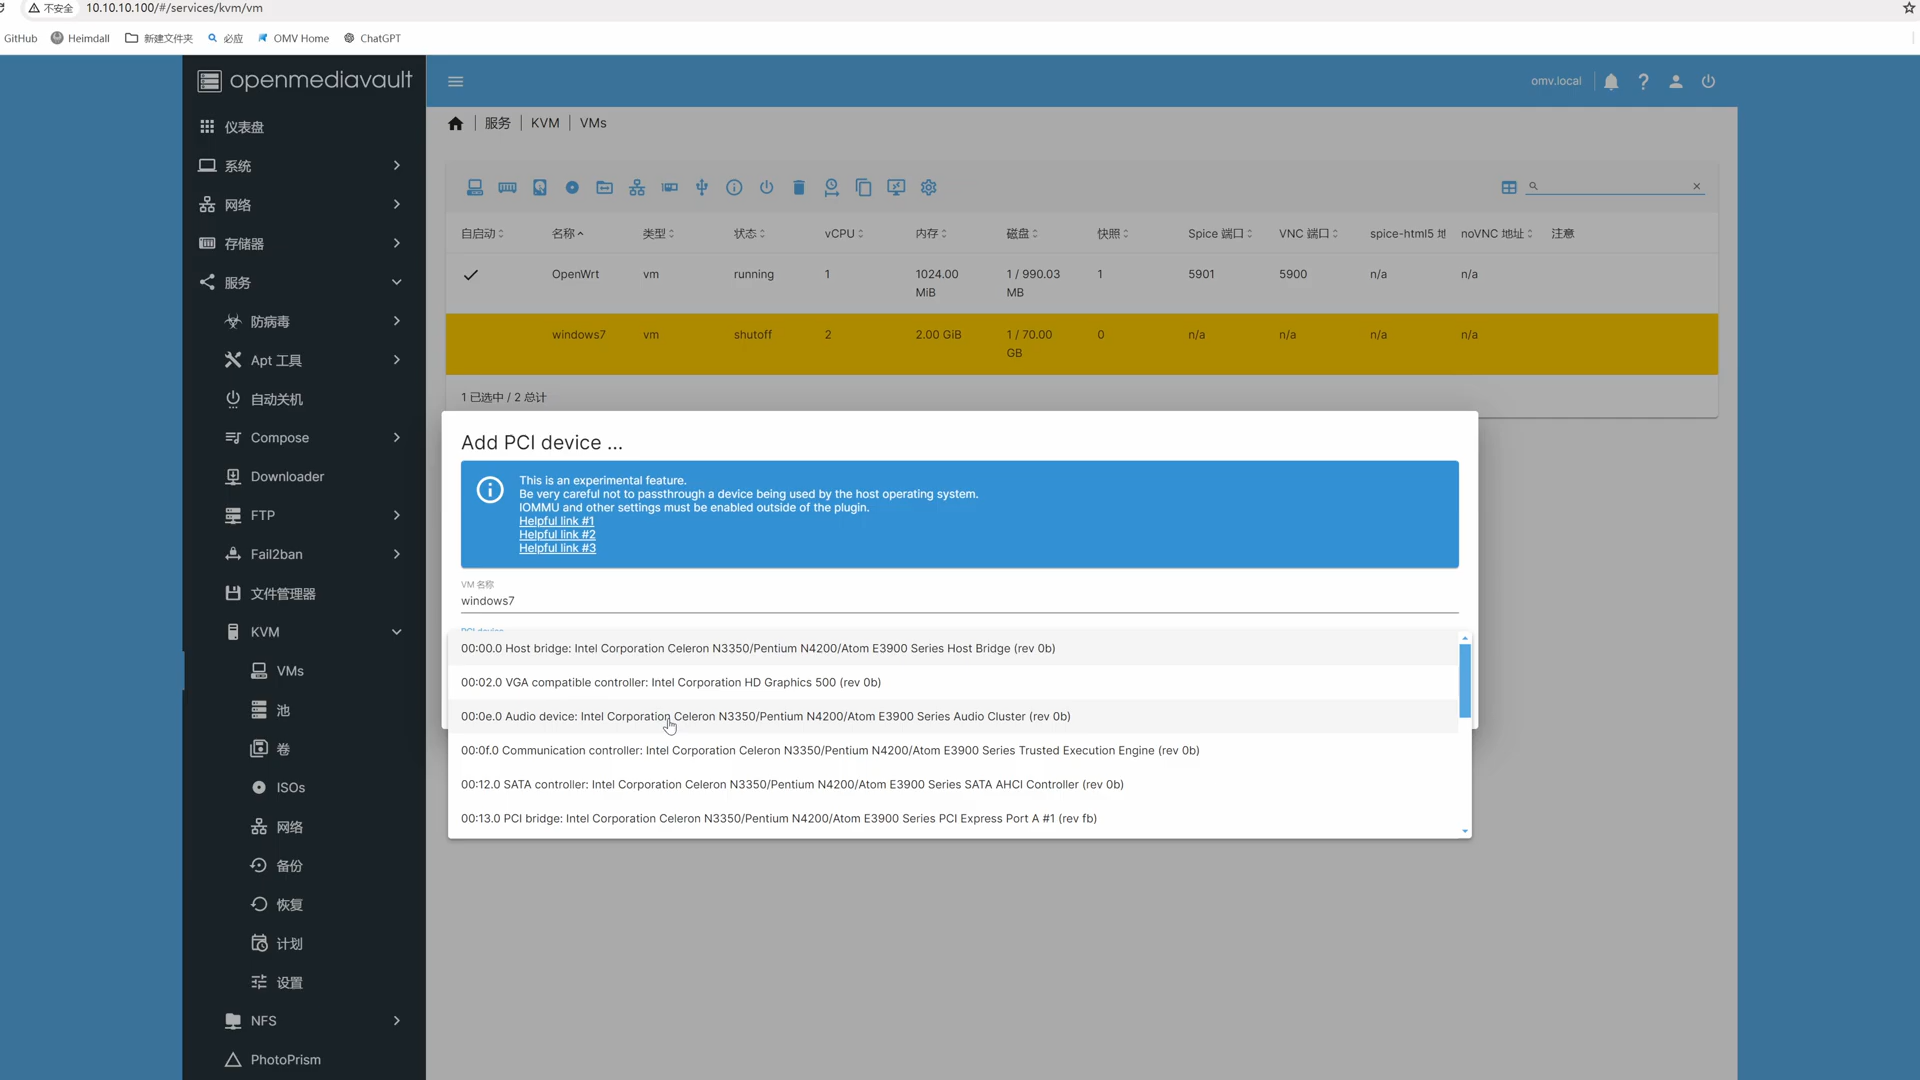 不安全 10.10.10.100/#/services/kvm/vm
GitHub Heimdall 新建文件夹 必应 OMV Home ChatGPT
openmediavault
omv.local
仪表盘
系统
网络
存储器
服务
防病毒
Apt 工具
自动关机
Compose
Downloader
FTP
Fail2ban
文件管理器
KVM
VMs
池
卷
ISOs
网络
备份
恢复
计划
设置
NFS
PhotoPrism
服务 | KVM | VMs
自启动 名称 类型 状态 vCPU 内存 磁盘 快照 Spice 端口 VNC 端口 spice-html5 地 noVNC 地址 注意
OpenWrt vm running 1 1024.00 MiB 1 / 990.03 MB 1 5901 5900 n/a n/a
windows7 vm shutoff 2 2.00 GiB 1 / 70.00 GB 0 n/a n/a n/a n/a
1 已选中 / 2 总计
Add PCI device ...
This is an experimental feature.
Be very careful not to passthrough a device being used by the host operating system.
IOMMU and other settings must be enabled outside of the plugin.
Helpful link #1
Helpful link #2
Helpful link #3
VM 名称
windows7
PCI device
00:00.0 Host bridge: Intel Corporation Celeron N3350/Pentium N4200/Atom E3900 Series Host Bridge (rev 0b)
00:02.0 VGA compatible controller: Intel Corporation HD Graphics 500 (rev 0b)
00:0e.0 Audio device: Intel Corporation Celeron N3350/Pentium N4200/Atom E3900 Series Audio Cluster (rev 0b)
00:0f.0 Communication controller: Intel Corporation Celeron N3350/Pentium N4200/Atom E3900 Series Trusted Execution Engine (rev 0b)
00:12.0 SATA controller: Intel Corporation Celeron N3350/Pentium N4200/Atom E3900 Series SATA AHCI Controller (rev 0b)
00:13.0 PCI bridge: Intel Corporation Celeron N3350/Pentium N4200/Atom E3900 Series PCI Express Port A #1 (rev fb)